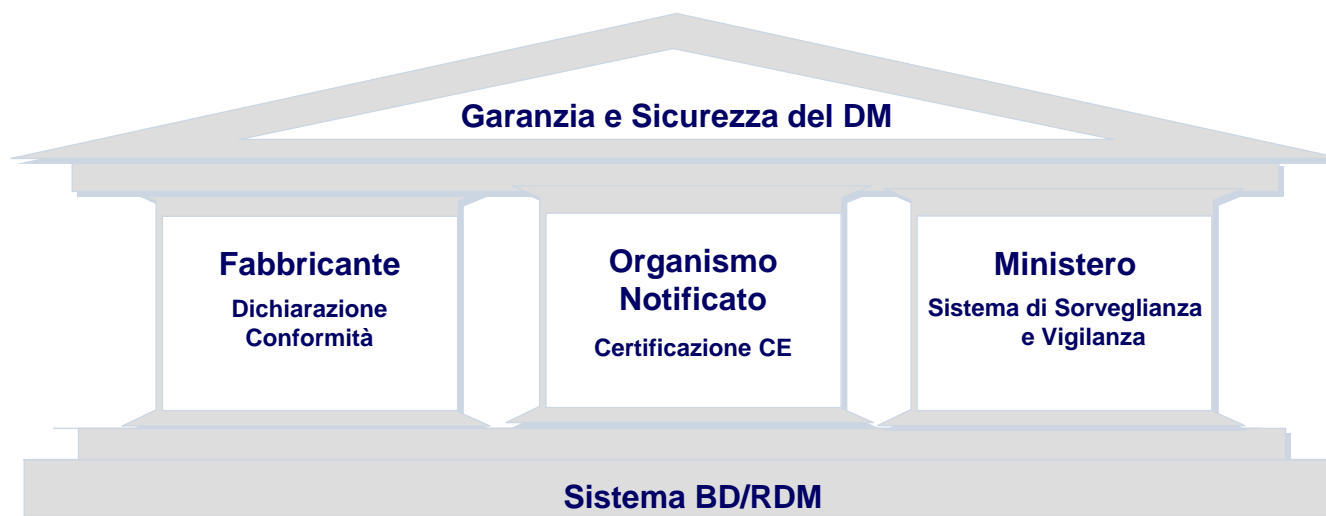 Garanzia e Sicurezza del DM
Fabbricante
Dichiarazione
Conformità
Organismo
Notificato
Certificazione CE
Ministero
Sistema di Sorveglianza
e Vigilanza
Sistema BD/RDM